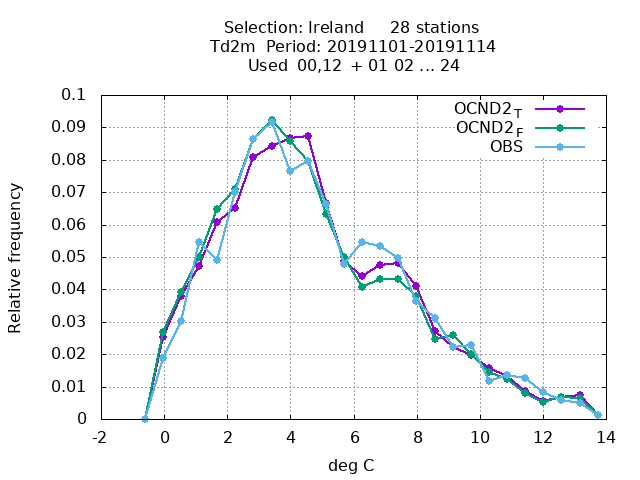 Selection: Ireland 28 stations
Td2m Period: 20191101-20191114
Used 00,12 + 01 02 ... 24
OCND2_T
OCND2_F
OBS
Relative frequency
0.1
0.09
0.08
0.07
0.06
0.05
0.04
0.03
0.02
0.01
0
-2 0 2 4 6 8 10 12 14
deg C